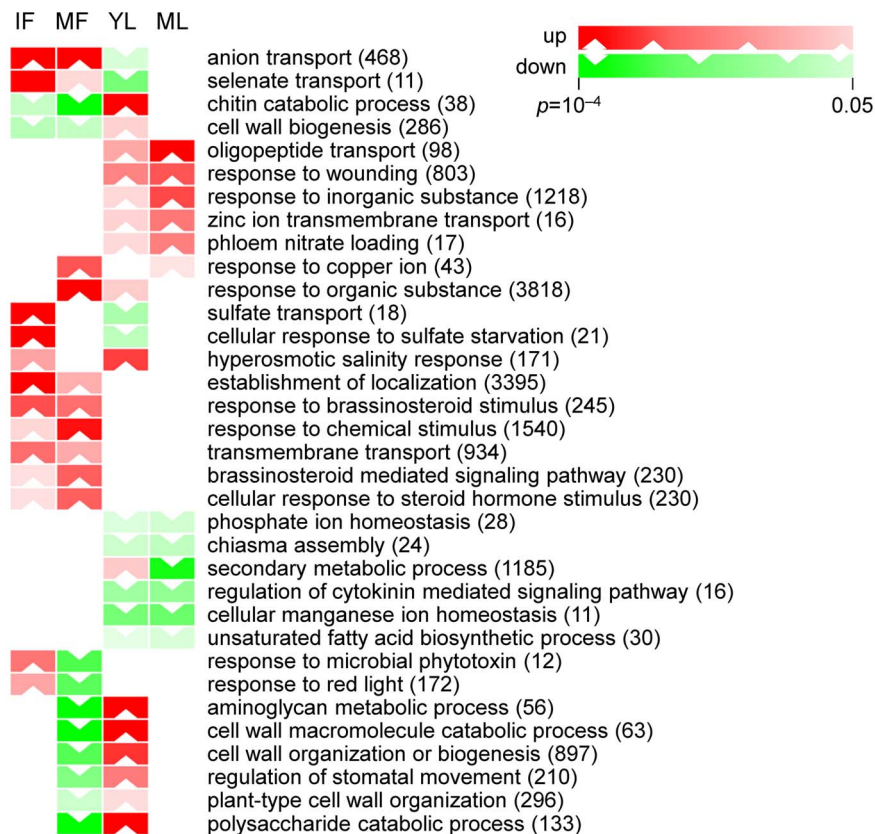 IF MF YL ML
up
down
p=10⁻⁴ 0.05
anion transport (468)
selenate transport (11)
chitin catabolic process (38)
cell wall biogenesis (286)
oligopeptide transport (98)
response to wounding (803)
response to inorganic substance (1218)
zinc ion transmembrane transport (16)
phloem nitrate loading (17)
response to copper ion (43)
response to organic substance (3818)
sulfate transport (18)
cellular response to sulfate starvation (21)
hyperosmotic salinity response (171)
establishment of localization (3395)
response to brassinosteroid stimulus (245)
response to chemical stimulus (1540)
transmembrane transport (934)
brassinosteroid mediated signaling pathway (230)
cellular response to steroid hormone stimulus (230)
phosphate ion homeostasis (28)
chiasma assembly (24)
secondary metabolic process (1185)
regulation of cytokinin mediated signaling pathway (16)
cellular manganese ion homeostasis (11)
unsaturated fatty acid biosynthetic process (30)
response to microbial phytotoxin (12)
response to red light (172)
aminoglycan metabolic process (56)
cell wall macromolecule catabolic process (63)
cell wall organization or biogenesis (897)
regulation of stomatal movement (210)
plant-type cell wall organization (296)
polysaccharide catabolic process (133)